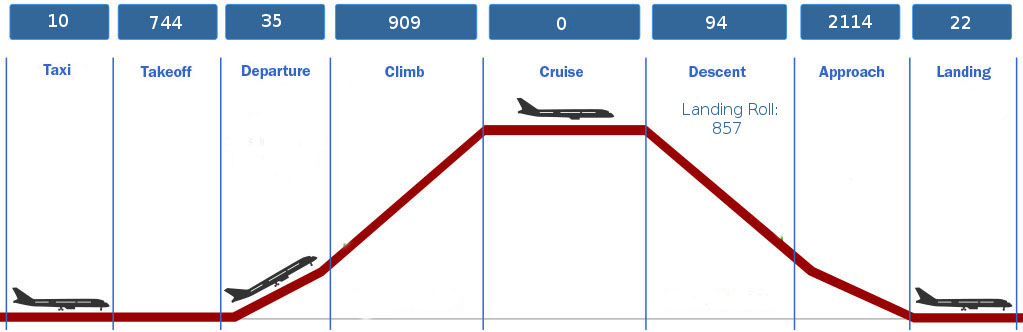 10 744 35 909 0 94 2114 22
Taxi Takeoff Departure Climb Cruise Descent Approach Landing
Landing Roll:
857